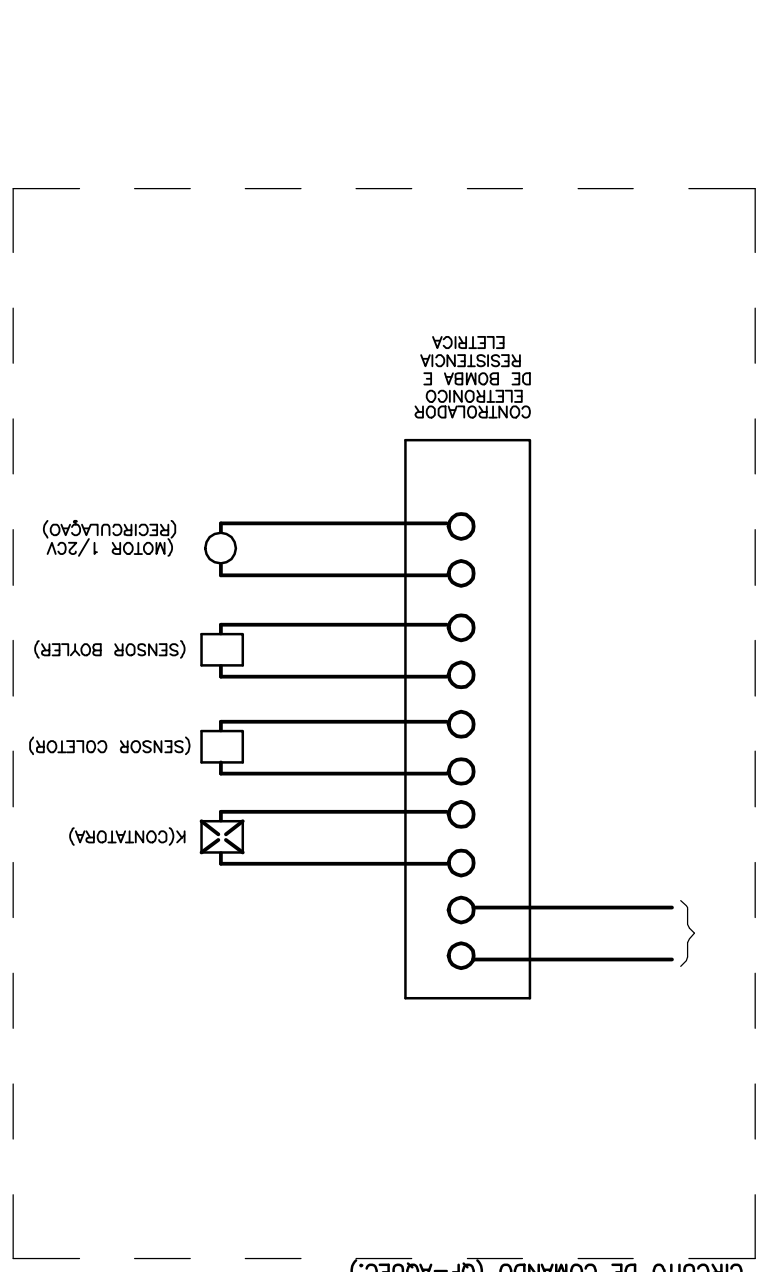 CIRCUITO DE COMANDO (QF-AQUEC.)
K(CONTATORA)
(SENSOR COLETOR)
(SENSOR BOYLER)
(MOTOR 1/2CV
(RECIRCULAÇAO)
CONTROLADOR
ELETRONICO
DE BOMBA E
RESISTENCIA
ELETRICA